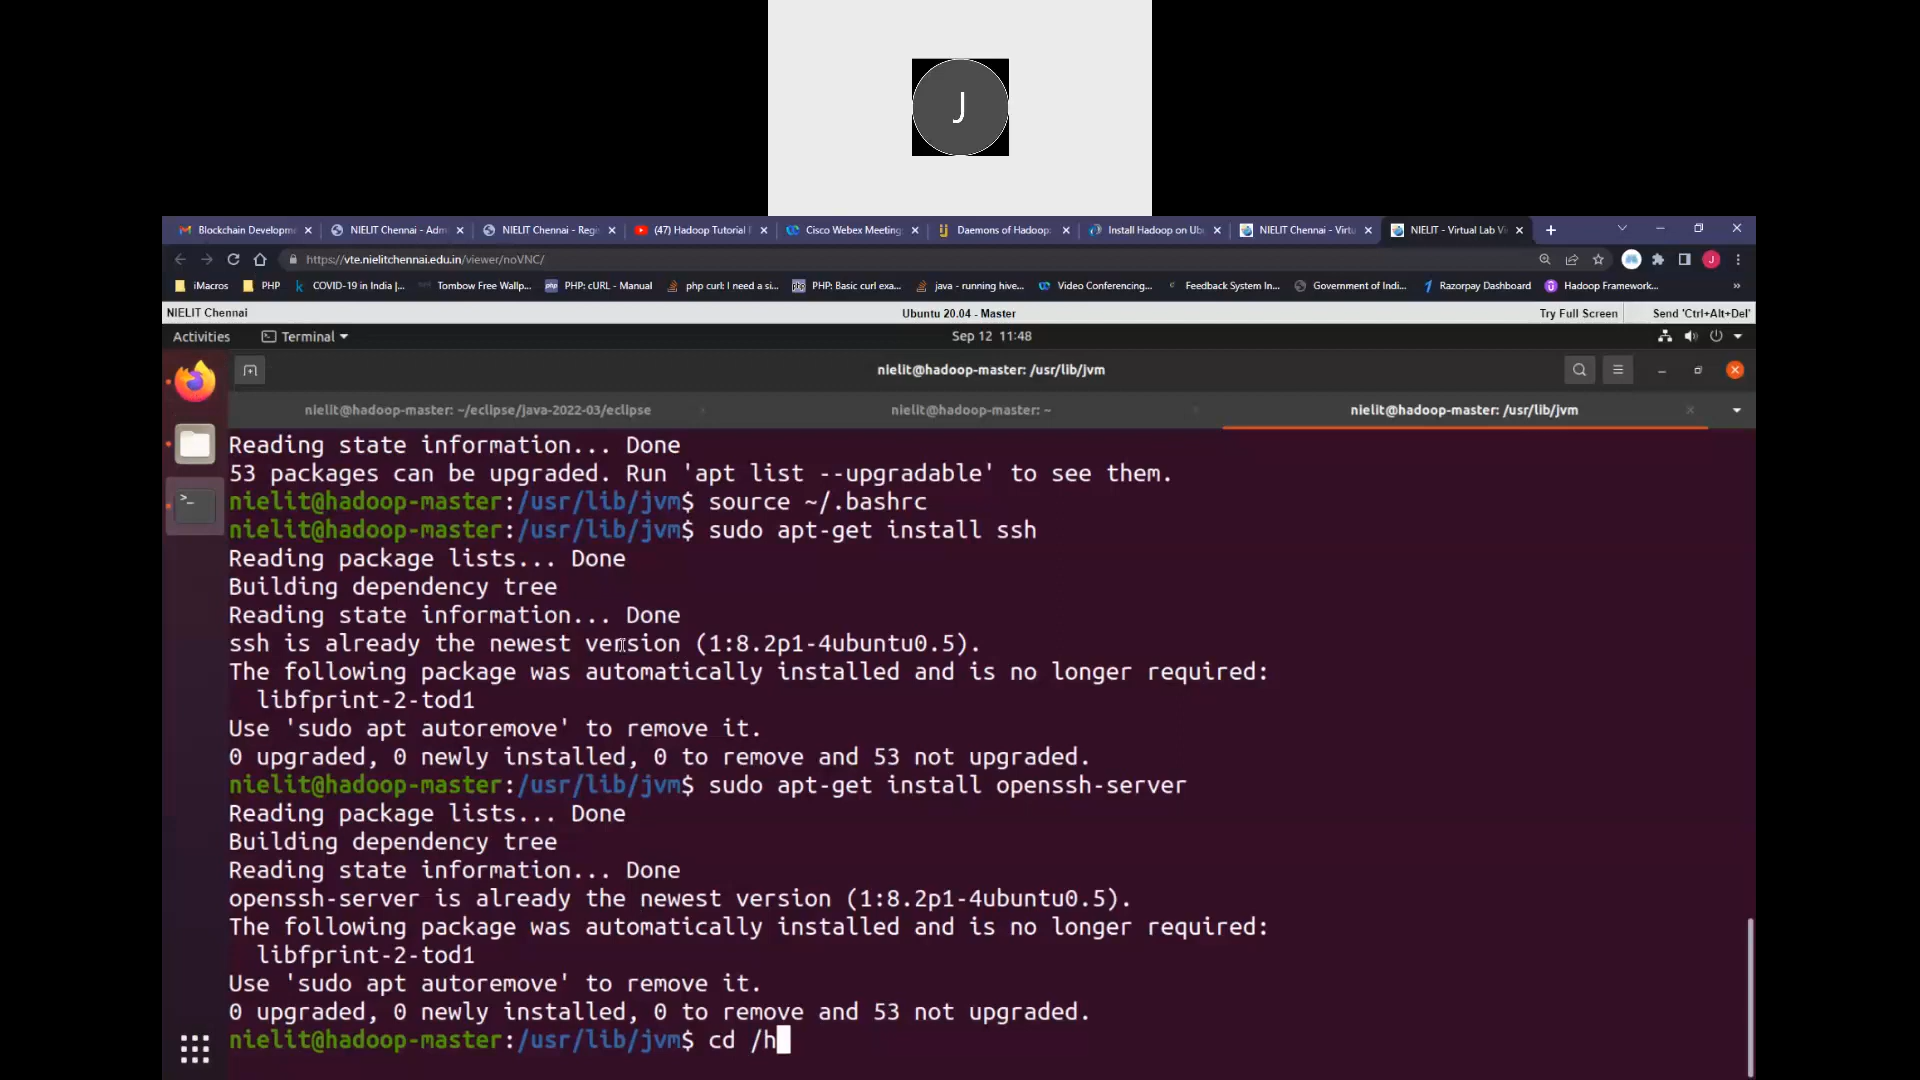 J
Blockchain Developm
NIELIT Chennai - Adm
NIELIT Chennai - Regi
(47) Hadoop Tutorial
Cisco Webex Meeting
Daemons of Hadoop
Install Hadoop on Ub
NIELIT Chennai - Virtu
NIELIT - Virtual Lab Vi
https://vte.nielitchennai.edu.in/viewer/noVNC/
J
iMacros
PHP
COVID-19 in India |...
Tombow Free Wallp...
PHP: cURL - Manual
php curl: I need a si...
PHP: Basic curl exa...
java - running hive...
Video Conferencing...
Feedback System In...
Government of Indi...
Razorpay Dashboard
Hadoop Framework...
NIELIT Chennai
Ubuntu 20.04 - Master
Try Full Screen
Send 'Ctrl+Alt+Del'
Activities
Terminal
Sep 12 11:48
nielit@hadoop-master: /usr/lib/jvm
nielit@hadoop-master: ~/eclipse/java-2022-03/eclipse
nielit@hadoop-master: ~
nielit@hadoop-master: /usr/lib/jvm
Reading state information... Done
53 packages can be upgraded. Run 'apt list --upgradable' to see them.
nielit@hadoop-master:/usr/lib/jvm$ source ~/.bashrc
nielit@hadoop-master:/usr/lib/jvm$ sudo apt-get install ssh
Reading package lists... Done
Building dependency tree
Reading state information... Done
ssh is already the newest version (1:8.2p1-4ubuntu0.5).
The following package was automatically installed and is no longer required:
libfprint-2-tod1
Use 'sudo apt autoremove' to remove it.
0 upgraded, 0 newly installed, 0 to remove and 53 not upgraded.
nielit@hadoop-master:/usr/lib/jvm$ sudo apt-get install openssh-server
Reading package lists... Done
Building dependency tree
Reading state information... Done
openssh-server is already the newest version (1:8.2p1-4ubuntu0.5).
The following package was automatically installed and is no longer required:
libfprint-2-tod1
Use 'sudo apt autoremove' to remove it.
0 upgraded, 0 newly installed, 0 to remove and 53 not upgraded.
nielit@hadoop-master:/usr/lib/jvm$ cd /h